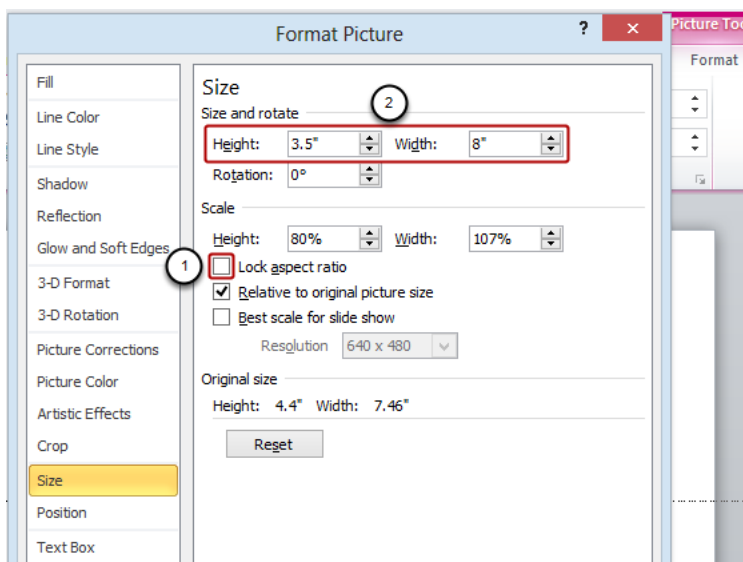 Format Picture
?
Picture Too
Format
Fill
Line Color
Line Style
Shadow
Reflection
Glow and Soft Edges
3-D Format
3-D Rotation
Picture Corrections
Picture Color
Artistic Effects
Crop
Size
Position
Text Box
Size
Size and rotate
2
Height: 3.5" Width: 8"
Rotation: 0°
Scale
Height: 80% Width: 107%
1
Lock aspect ratio
Relative to original picture size
Best scale for slide show
Resolution 640 x 480
Original size
Height: 4.4" Width: 7.46"
Reset